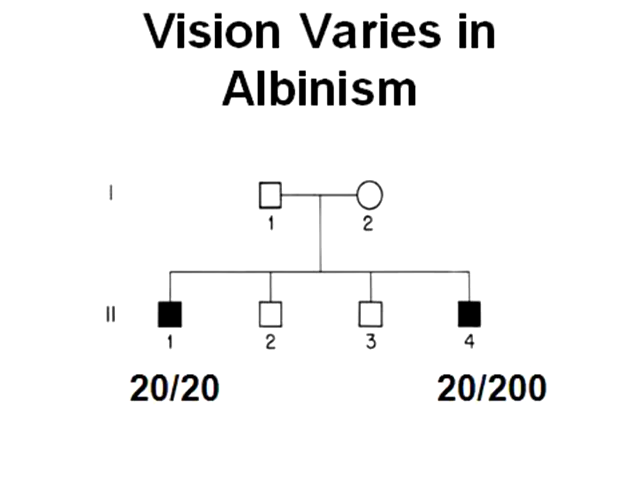 Vision Varies in
Albinism
I
1 2
II
1 2 3 4
20/20 20/200